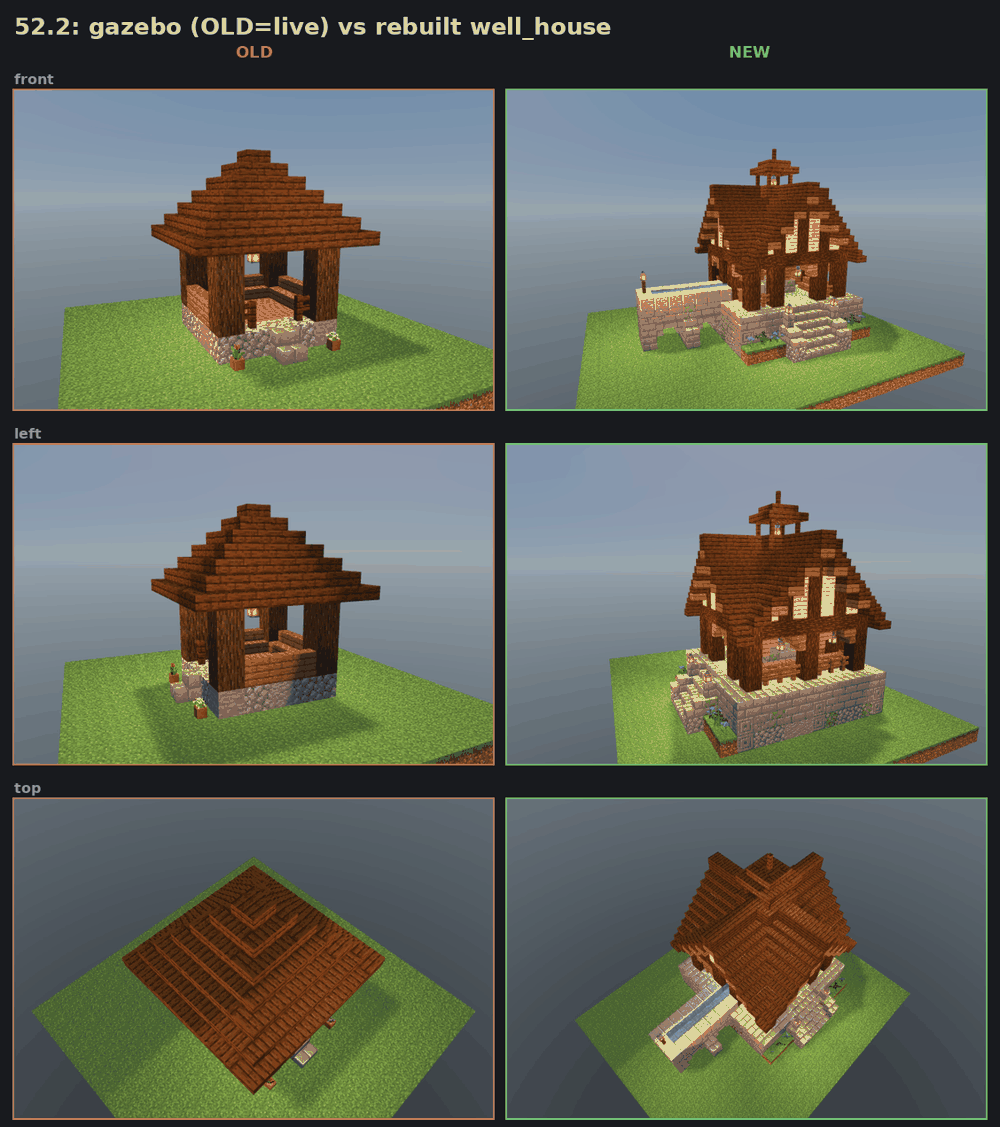 52.2: gazebo (OLD=live) vs rebuilt well_house
OLD
NEW
front
left
top